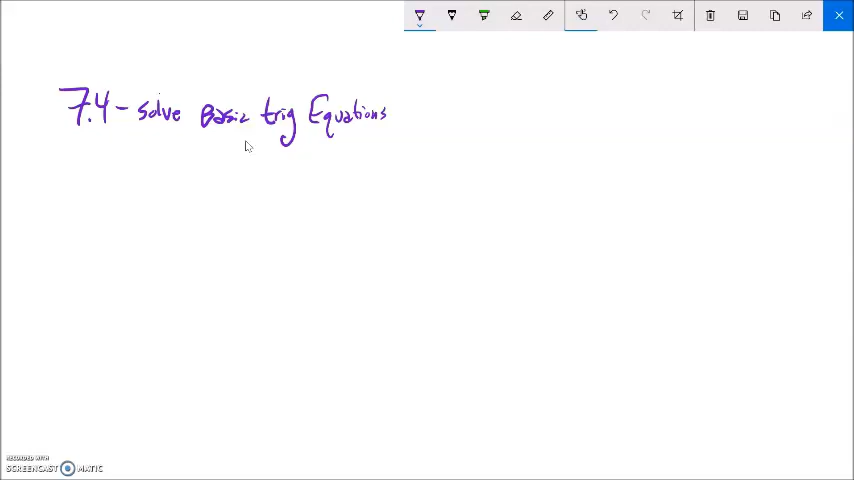 7.4 - Solve Basic trig Equations
RECORDED WITH
SCREENCAST MATIC